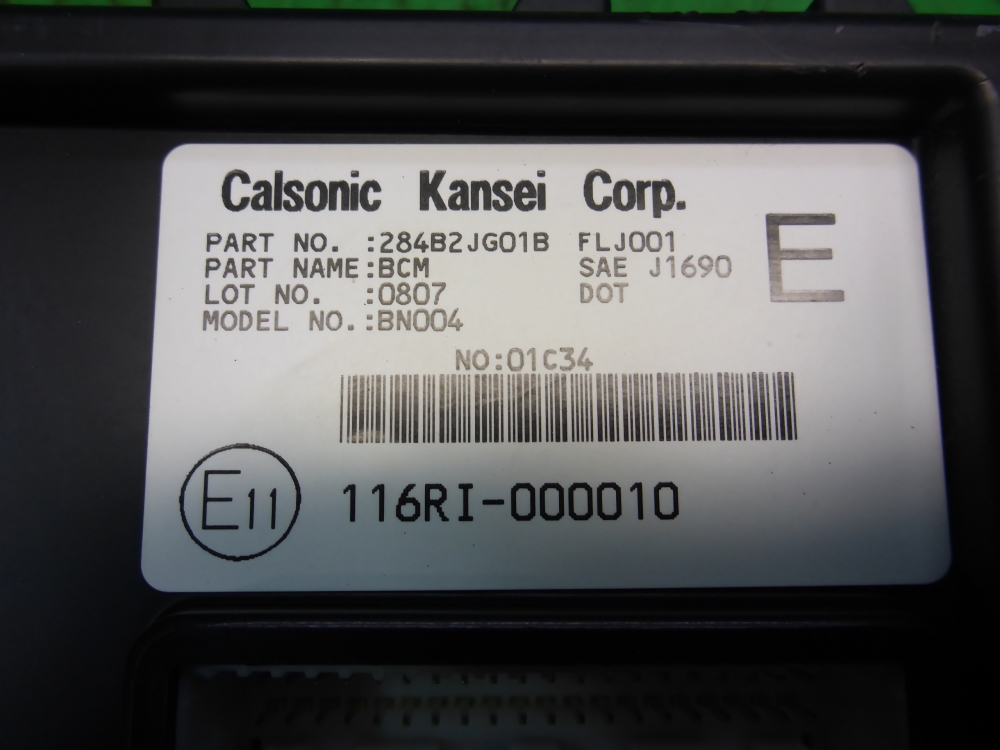 Calsonic Kansei Corp.
PART NO. :284B2JG01B FLJ001
PART NAME:BCM SAE J1690
LOT NO. :0807 DOT
MODEL NO.:BN004
E
NO:01C34
E11 116RI-000010